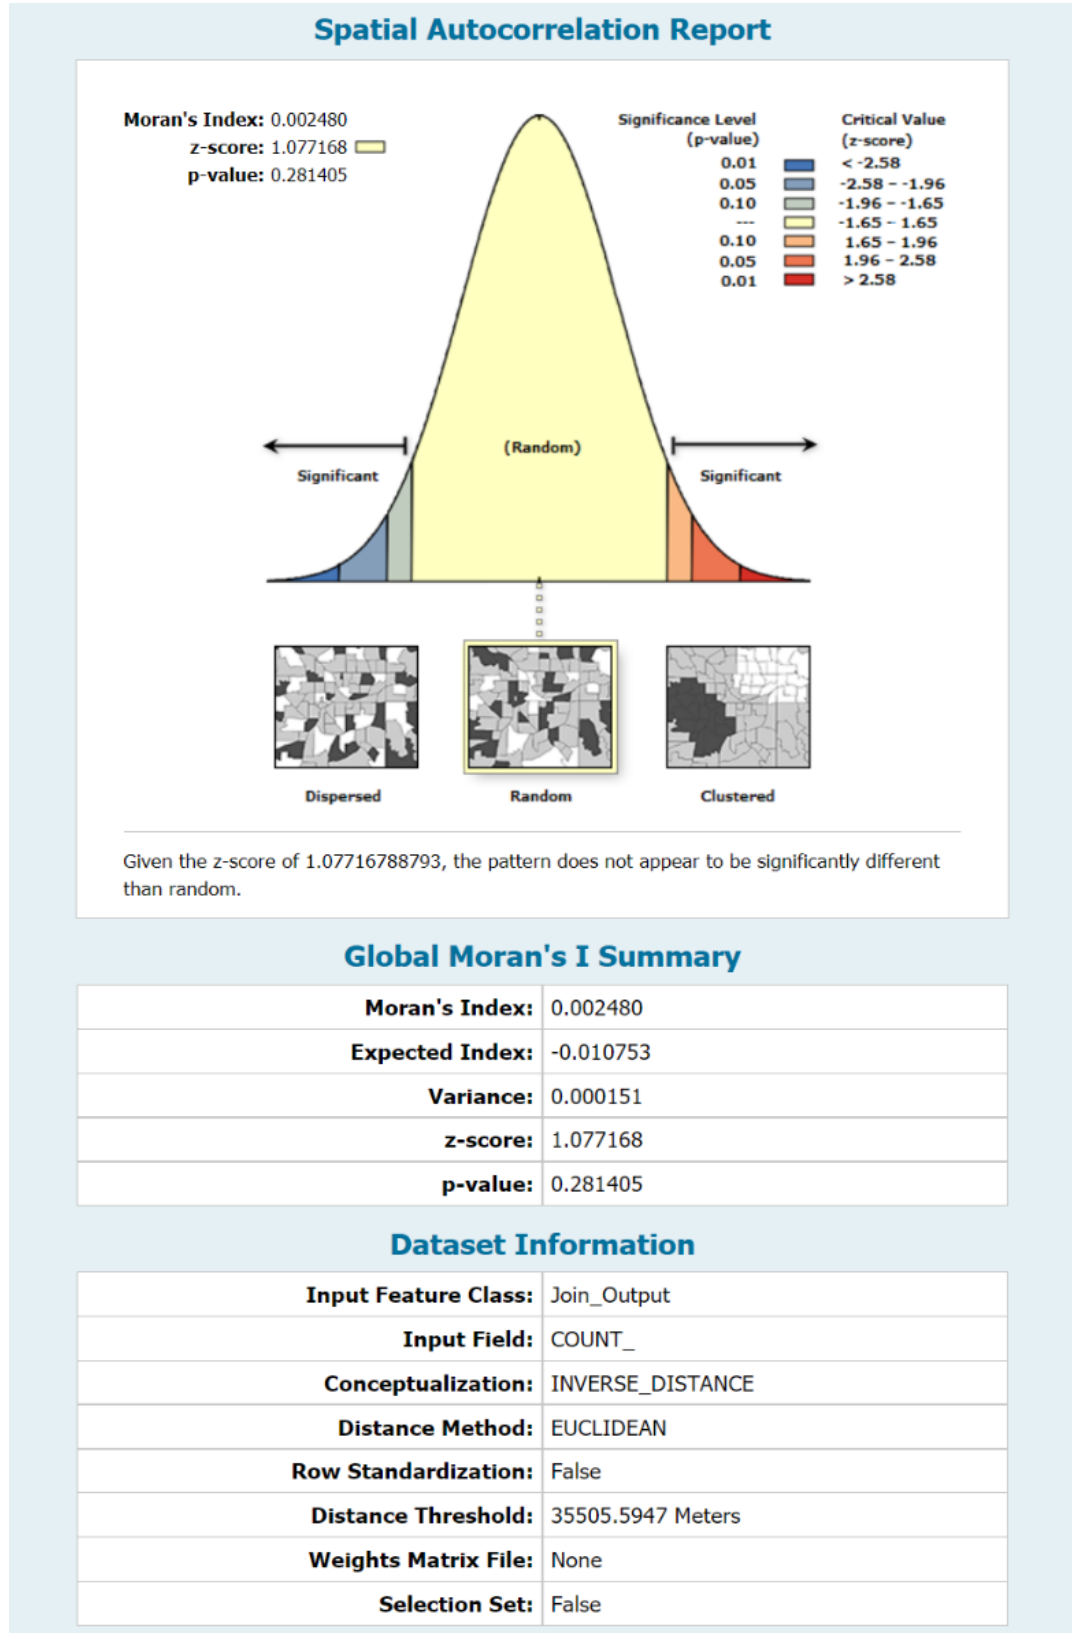 Spatial Autocorrelation Report
Moran's Index: 0.002480
z-score: 1.077168
p-value: 0.281405
Significance Level (p-value)
Critical Value (z-score)
0.01 < -2.58
0.05 -2.58 – -1.96
0.10 -1.96 – -1.65
--- -1.65 – 1.65
0.10 1.65 – 1.96
0.05 1.96 – 2.58
0.01 > 2.58
(Random)
Significant
Significant
Dispersed
Random
Clustered
Given the z-score of 1.07716788793, the pattern does not appear to be significantly different
than random.
Global Moran's I Summary
Moran's Index: 0.002480
Expected Index: -0.010753
Variance: 0.000151
z-score: 1.077168
p-value: 0.281405
Dataset Information
Input Feature Class: Join_Output
Input Field: COUNT_
Conceptualization: INVERSE_DISTANCE
Distance Method: EUCLIDEAN
Row Standardization: False
Distance Threshold: 35505.5947 Meters
Weights Matrix File: None
Selection Set: False